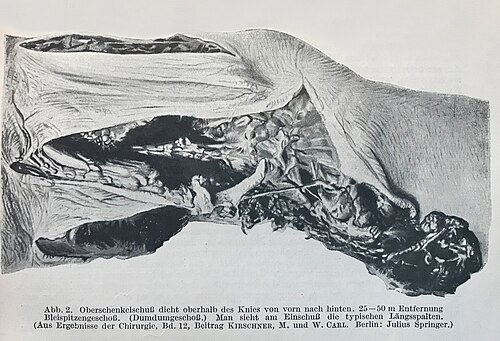 Abb. 2. Oberschenkelschuß dicht oberhalb des Knies von vorn nach hinten. 25—50 m Entfernung
Bleispitzengeschoß. (Dumdumgeschoß.) Man sieht am Einschuß die typischen Längsspalten.
(Aus Ergebnisse der Chirurgie, Bd. 12, Beitrag KIRSCHNER, M. und W. CARL. Berlin: Julius Springer.)